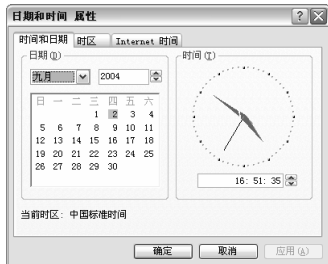 日期和时间 属性
时间和日期 时区 Internet 时间
日期(D)
九月 2004
日 一 二 三 四 五 六
1 2 3 4
5 6 7 8 9 10 11
12 13 14 15 16 17 18
19 20 21 22 23 24 25
26 27 28 29 30
时间(T)
16: 51: 35
当前时区: 中国标准时间
确定 取消 应用(A)